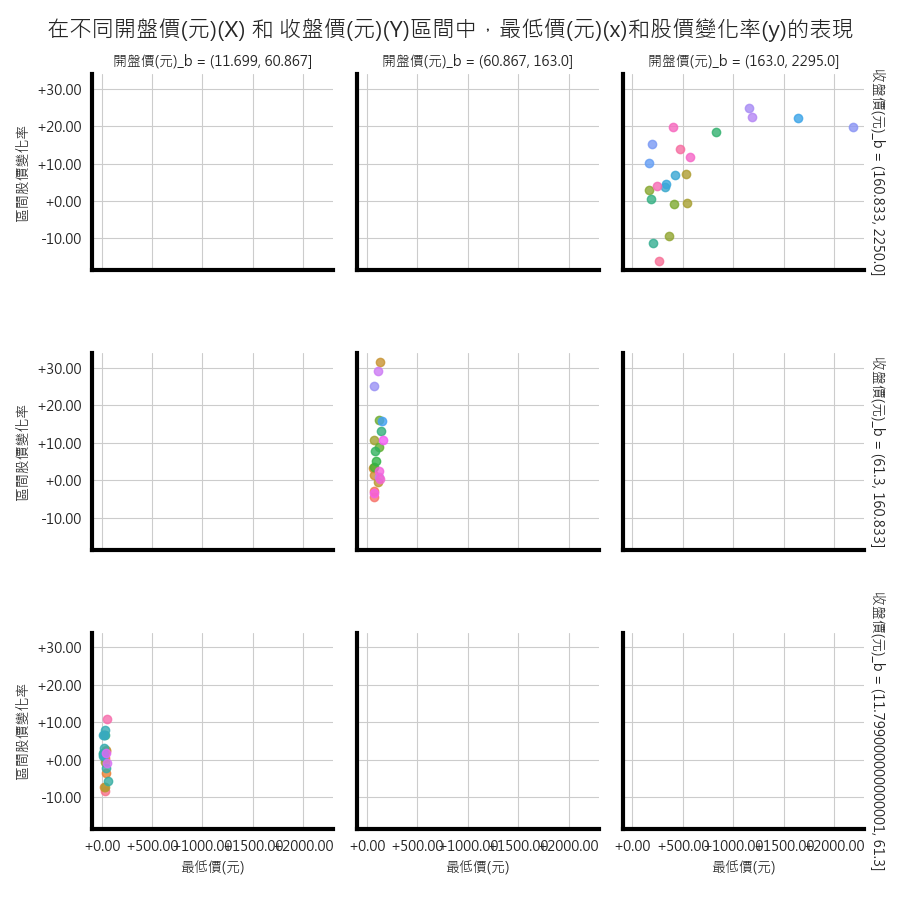 在不同開盤價(元)(X) 和 收盤價(元)(Y)區間中，最低價(元)(x)和股價變化率(y)的表現
開盤價(元)_b = (11.699, 60.867]
開盤價(元)_b = (60.867, 163.0]
開盤價(元)_b = (163.0, 2295.0]
收盤價(元)_b = (160.833, 2250.0]
區間股價變化率
+30.00
+20.00
+10.00
+0.00
-10.00
收盤價(元)_b = (61.3, 160.833]
區間股價變化率
+30.00
+20.00
+10.00
+0.00
-10.00
收盤價(元)_b = (11.799000000000001, 61.3]
區間股價變化率
+30.00
+20.00
+10.00
+0.00
-10.00
+0.00 +500.00 +1000.00 +1500.00 +2000.00
+0.00 +500.00 +1000.00 +1500.00 +2000.00
+0.00 +500.00 +1000.00 +1500.00 +2000.00
最低價(元)
最低價(元)
最低價(元)